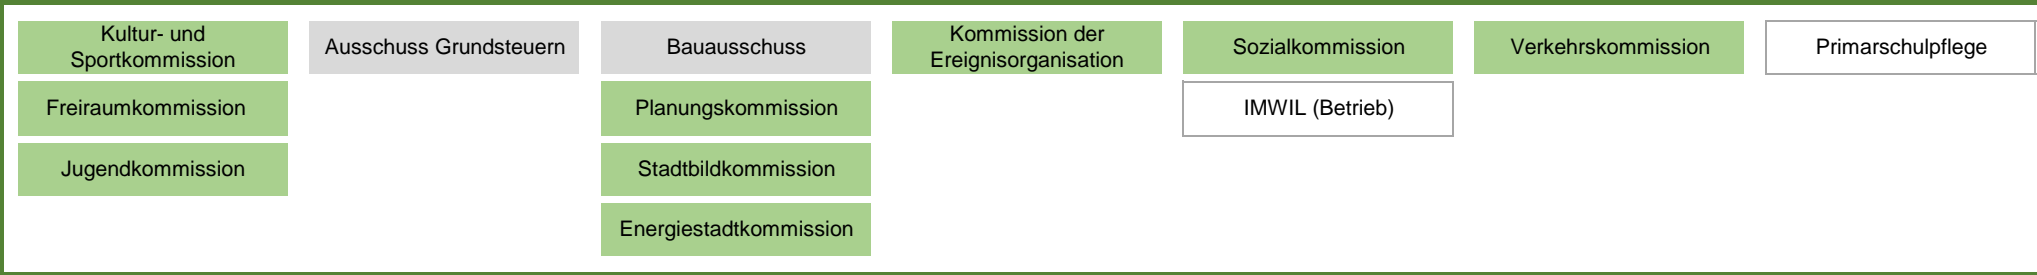 Kultur- und
Sportkommission
Ausschuss Grundsteuern
Bauausschuss
Kommission der
Ereignisorganisation
Sozialkommission
Verkehrskommission
Primarschulpflege
Freiraumkommission
Planungskommission
IMWIL (Betrieb)
Jugendkommission
Stadtbildkommission
Energiestadtkommission